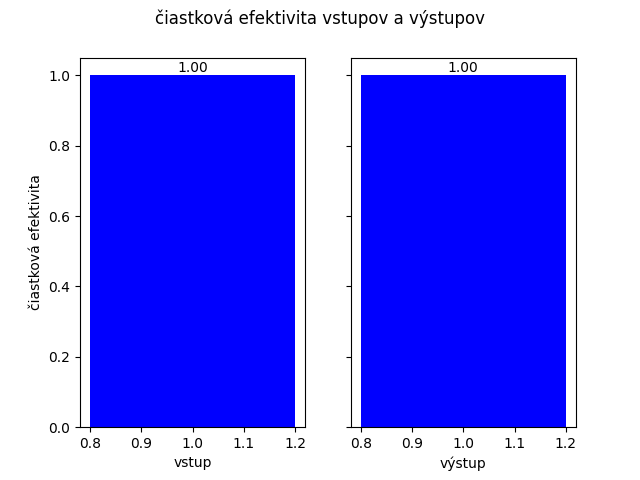 čiastková efektivita vstupov a výstupov
1.00
1.00
čiastková efektivita
1.0
0.8
0.6
0.4
0.2
0.0
0.8 0.9 1.0 1.1 1.2
0.8 0.9 1.0 1.1 1.2
vstup
výstup